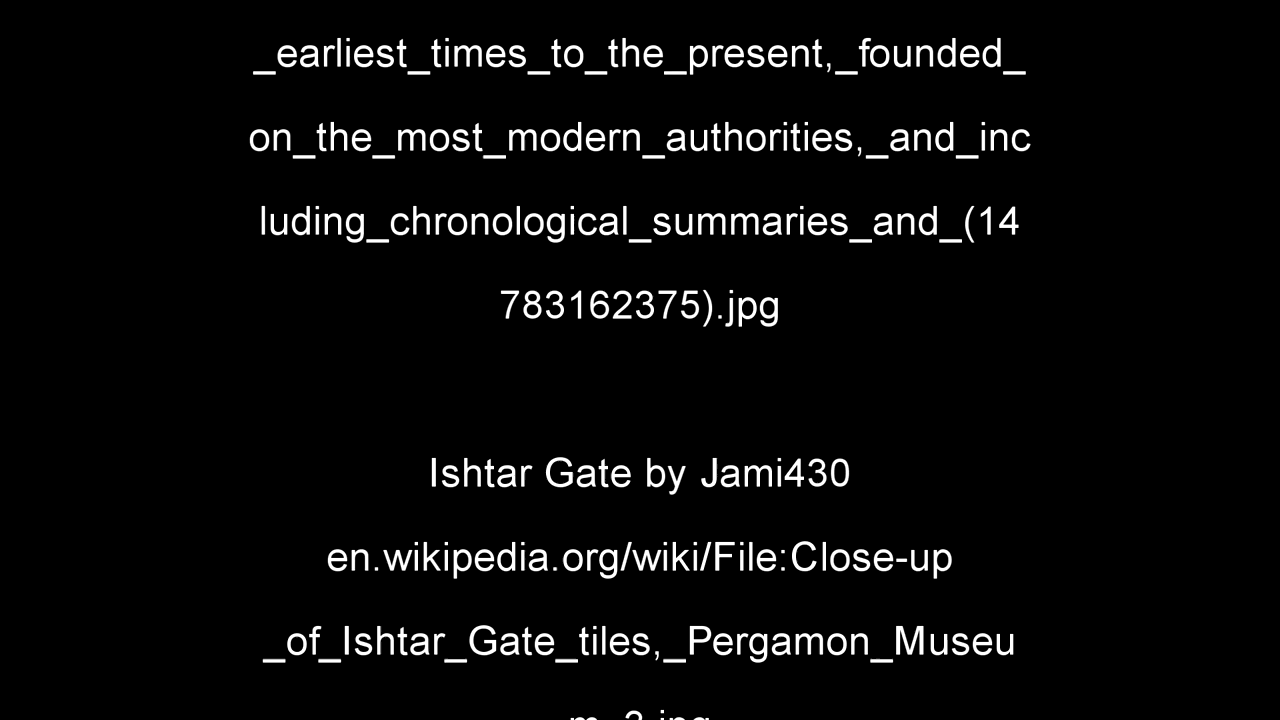 _earliest_times_to_the_present,_founded_
on_the_most_modern_authorities,_and_inc
luding_chronological_summaries_and_(14
783162375).jpg
Ishtar Gate by Jami430
en.wikipedia.org/wiki/File:Close-up
_of_Ishtar_Gate_tiles,_Pergamon_Museu